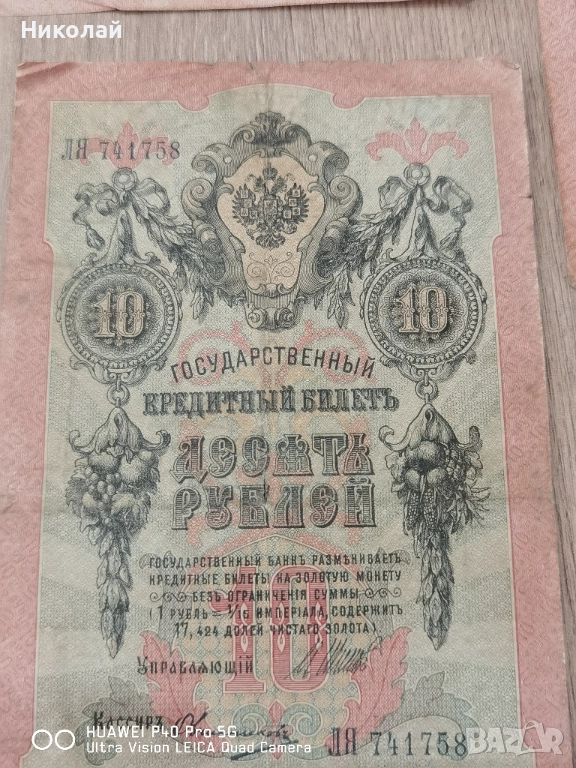 Николай
ЛЯ 741758
10 10
ГОСУДАРСТВЕННЫЙ
КРЕДИТНЫЙ БИЛЕТЪ
ДЕСЯТЬ
РУБЛЕЙ
ГОСУДАРСТВЕННЫЙ БАНКЪ РАЗМѢНИВАЕТЪ
КРЕДИТНЫЕ БИЛЕТЫ НА ЗОЛОТУЮ МОНЕТУ
БЕЗЪ ОГРАНИЧЕНІЯ СУММЫ
(1 РУБЛЬ = 1/15 ИМПЕРІАЛА, СОДЕРЖИТЪ
17,424 ДОЛЕЙ ЧИСТАГО ЗОЛОТА)
10
Управляющій
Кассиръ
ЛЯ 741758
HUAWEI P40 Pro 5G
Ultra Vision LEICA Quad Camera
bazar